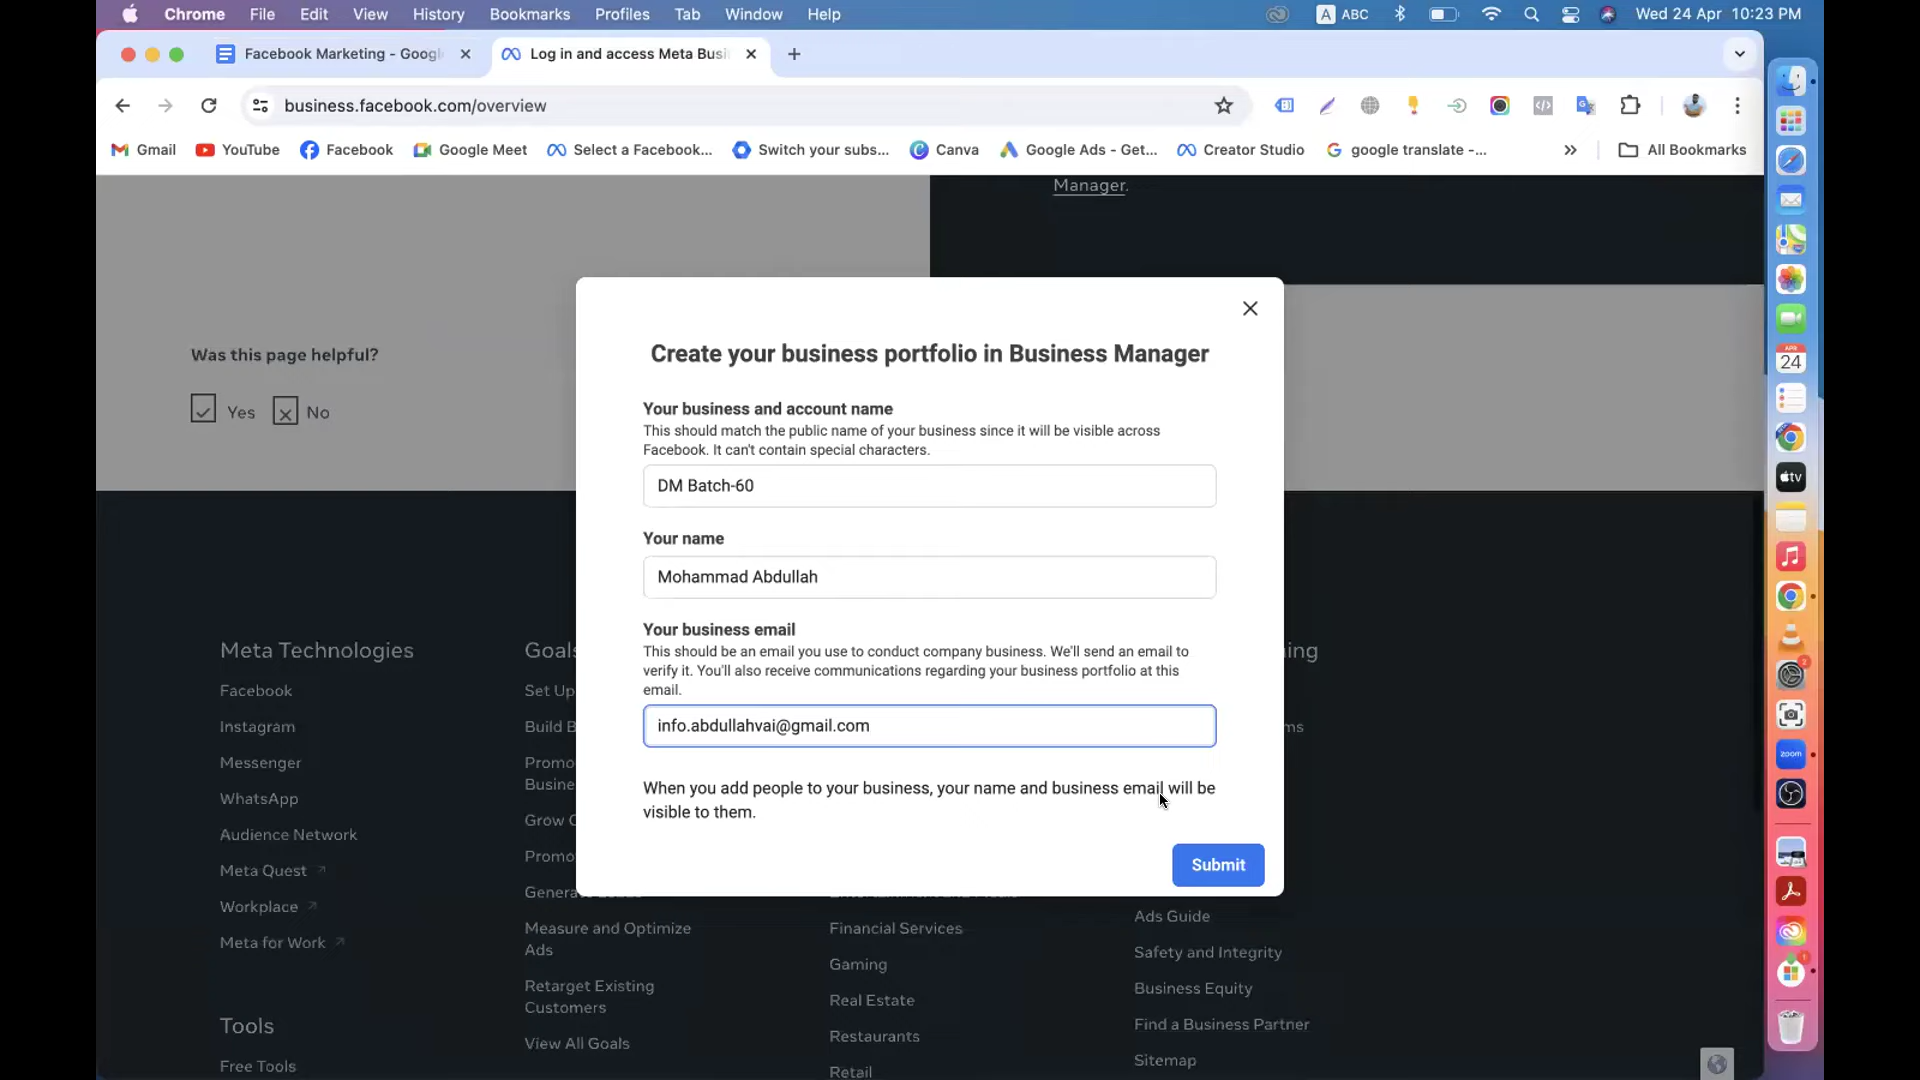 Chrome File Edit View History Bookmarks Profiles Tab Window Help
A ABC
Wed 24 Apr 10:23 PM
Facebook Marketing - Googl
Log in and access Meta Busi
business.facebook.com/overview
Gmail
YouTube
Facebook
Google Meet
Select a Facebook...
Switch your subs...
Canva
Google Ads - Get...
Creator Studio
google translate -...
All Bookmarks
Manager.
Was this page helpful?
Yes
No
Create your business portfolio in Business Manager
Your business and account name
This should match the public name of your business since it will be visible across
Facebook. It can't contain special characters.
DM Batch-60
Your name
Mohammad Abdullah
Your business email
This should be an email you use to conduct company business. We'll send an email to
verify it. You'll also receive communications regarding your business portfolio at this
email.
info.abdullahvai@gmail.com
When you add people to your business, your name and business email will be
visible to them.
Submit
Meta Technologies
Facebook
Instagram
Messenger
WhatsApp
Audience Network
Meta Quest
Workplace
Meta for Work
Tools
Free Tools
Goals
Set Up
Build B
Promo
Busine
Grow
Promo
Measure and Optimize
Ads
Retarget Existing
Customers
View All Goals
Financial Services
Gaming
Real Estate
Restaurants
Retail
ing
ms
Ads Guide
Safety and Integrity
Business Equity
Find a Business Partner
Sitemap
APR
24
tv
zoom
2
1